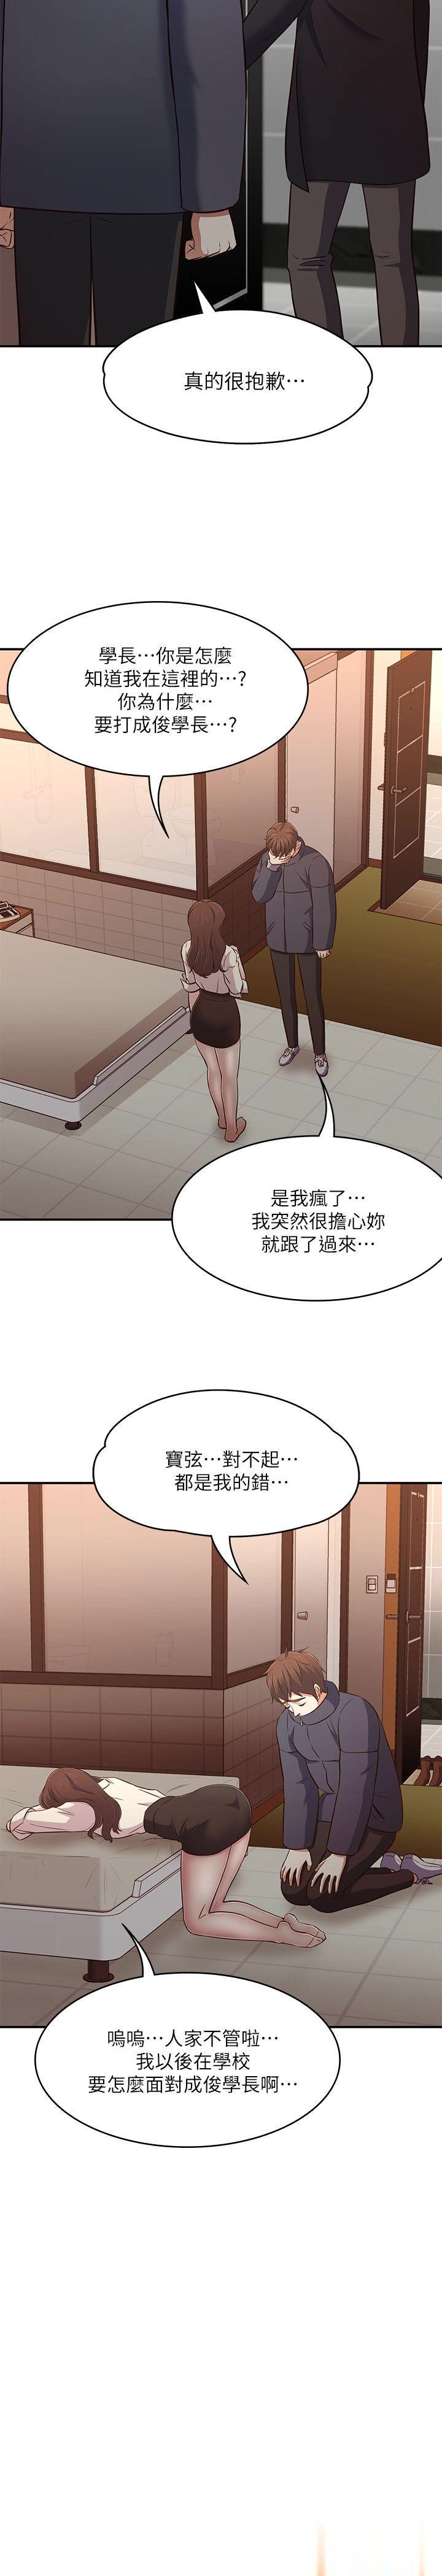 真的很抱歉⋯
學長⋯你是怎麼
知道我在這裡的⋯?
你為什麼⋯
要打成俊學長⋯?
是我瘋了⋯
我突然很擔心妳
就跟了過來⋯
寶弦⋯對不起⋯
都是我的錯⋯
嗚嗚⋯人家不管啦⋯
我以後在學校
要怎麼面對成俊學長啊⋯